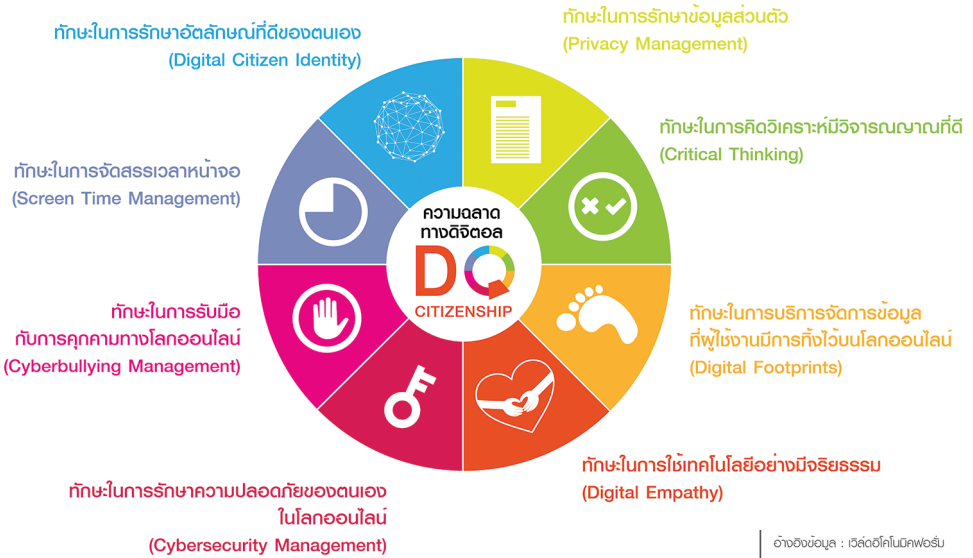 ทักษะในการรักษาอัตลักษณ์ที่ดีของตนเอง
(Digital Citizen Identity)
ทักษะในการรักษาข้อมูลส่วนตัว
(Privacy Management)
ทักษะในการคิดวิเคราะห์มีวิจารณญาณที่ดี
(Critical Thinking)
ทักษะในการจัดสรรเวลาหน้าจอ
(Screen Time Management)
ความฉลาด
ทางดิจิตอล
DQ
CITIZENSHIP
ทักษะในการรับมือ
กับการคุกคามทางโลกออนไลน์
(Cyberbullying Management)
ทักษะในการบริการจัดการข้อมูล
ที่ผู้ใช้งานมีการทิ้งไว้บนโลกออนไลน์
(Digital Footprints)
ทักษะในการใช้เทคโนโลยีอย่างมีจริยธรรม
(Digital Empathy)
ทักษะในการรักษาความปลอดภัยของตนเอง
ในโลกออนไลน์
(Cybersecurity Management)
อ้างอิงข้อมูล : เวิลด์อีโคโนมิคฟอรั่ม